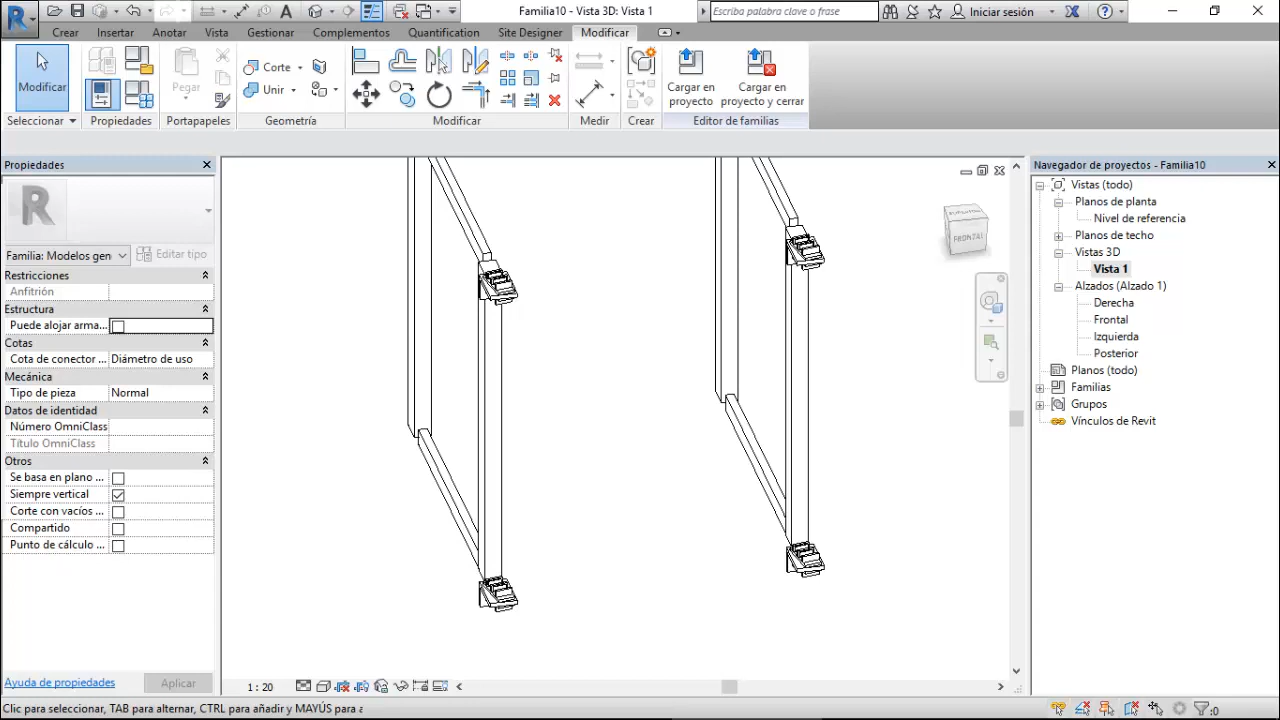 Familia10 - Vista 3D: Vista 1
Escriba palabra clave o frase
Iniciar sesión
Crear
Insertar
Anotar
Vista
Gestionar
Complementos
Quantification
Site Designer
Modificar
Modificar
Pegar
Corte
Unir
Cargar en
proyecto
Cargar en
proyecto y cerrar
Seleccionar
Propiedades
Portapapeles
Geometría
Modificar
Medir
Crear
Editor de familias
Propiedades
R
Familia: Modelos gen
Editar tipo
Restricciones
Anfitrión
Estructura
Puede alojar arma...
Cotas
Cota de conector ...
Diámetro de uso
Mecánica
Tipo de pieza
Normal
Datos de identidad
Número OmniClass
Título OmniClass
Otros
Se basa en plano ...
Siempre vertical
Corte con vacíos ...
Compartido
Punto de cálculo ...
Ayuda de propiedades
Aplicar
FRONTAL
1 : 20
Navegador de proyectos - Familia10
Vistas (todo)
Planos de planta
Nivel de referencia
Planos de techo
Vistas 3D
Vista 1
Alzados (Alzado 1)
Derecha
Frontal
Izquierda
Posterior
Planos (todo)
Familias
Grupos
Vínculos de Revit
Clic para seleccionar, TAB para alternar, CTRL para añadir y MAYÚS para a
:0